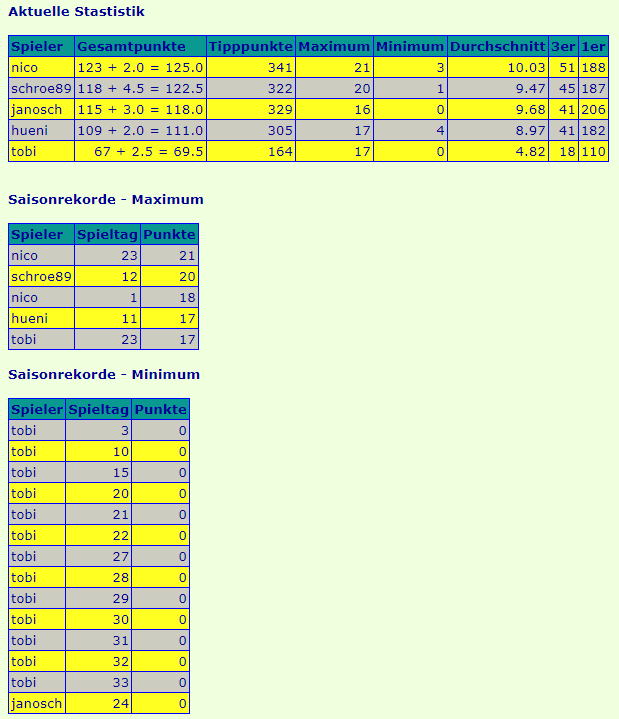 Aktuelle Stastistik
Spieler Gesamtpunkte Tipppunkte Maximum Minimum Durchschnitt 3er 1er
nico 123 + 2.0 = 125.0 341 21 3 10.03 51 188
schroe89 118 + 4.5 = 122.5 322 20 1 9.47 45 187
janosch 115 + 3.0 = 118.0 329 16 0 9.68 41 206
hueni 109 + 2.0 = 111.0 305 17 4 8.97 41 182
tobi 67 + 2.5 = 69.5 164 17 0 4.82 18 110
Saisonrekorde - Maximum
Spieler Spieltag Punkte
nico 23 21
schroe89 12 20
nico 1 18
hueni 11 17
tobi 23 17
Saisonrekorde - Minimum
Spieler Spieltag Punkte
tobi 3 0
tobi 10 0
tobi 15 0
tobi 20 0
tobi 21 0
tobi 22 0
tobi 27 0
tobi 28 0
tobi 29 0
tobi 30 0
tobi 31 0
tobi 32 0
tobi 33 0
janosch 24 0